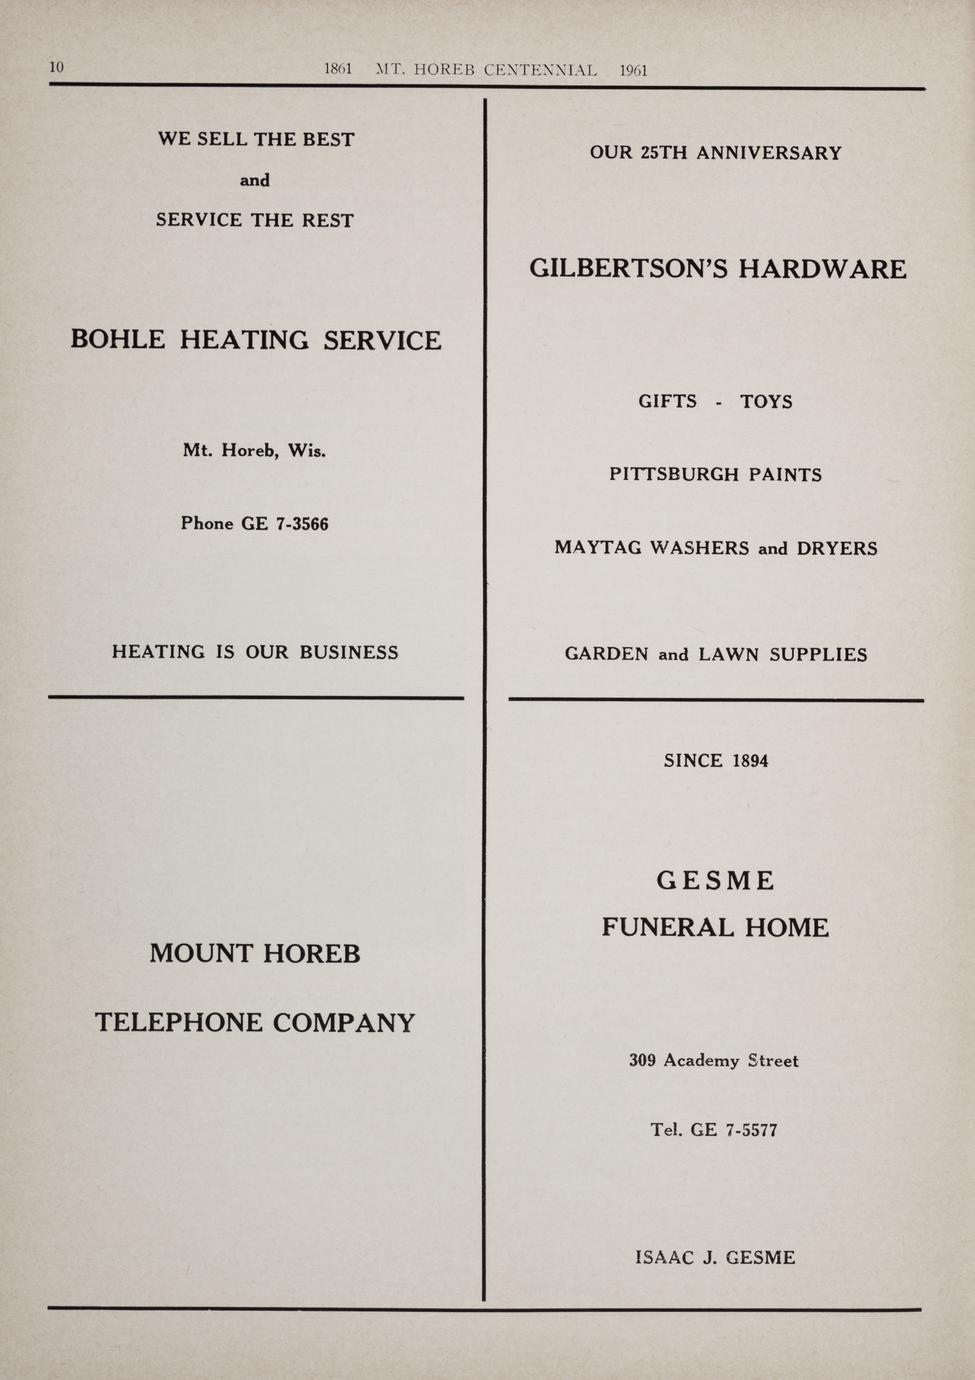 10
1861 MT. HOREB CENTENNIAL 1961
WE SELL THE BEST
and
SERVICE THE REST
BOHLE HEATING SERVICE
Mt. Horeb, Wis.
Phone GE 7-3566
HEATING IS OUR BUSINESS
MOUNT HOREB
TELEPHONE COMPANY
OUR 25TH ANNIVERSARY
GILBERTSON'S HARDWARE
GIFTS - TOYS
PITTSBURGH PAINTS
MAYTAG WASHERS and DRYERS
GARDEN and LAWN SUPPLIES
SINCE 1894
GESME
FUNERAL HOME
309 Academy Street
Tel. GE 7-5577
ISAAC J. GESME